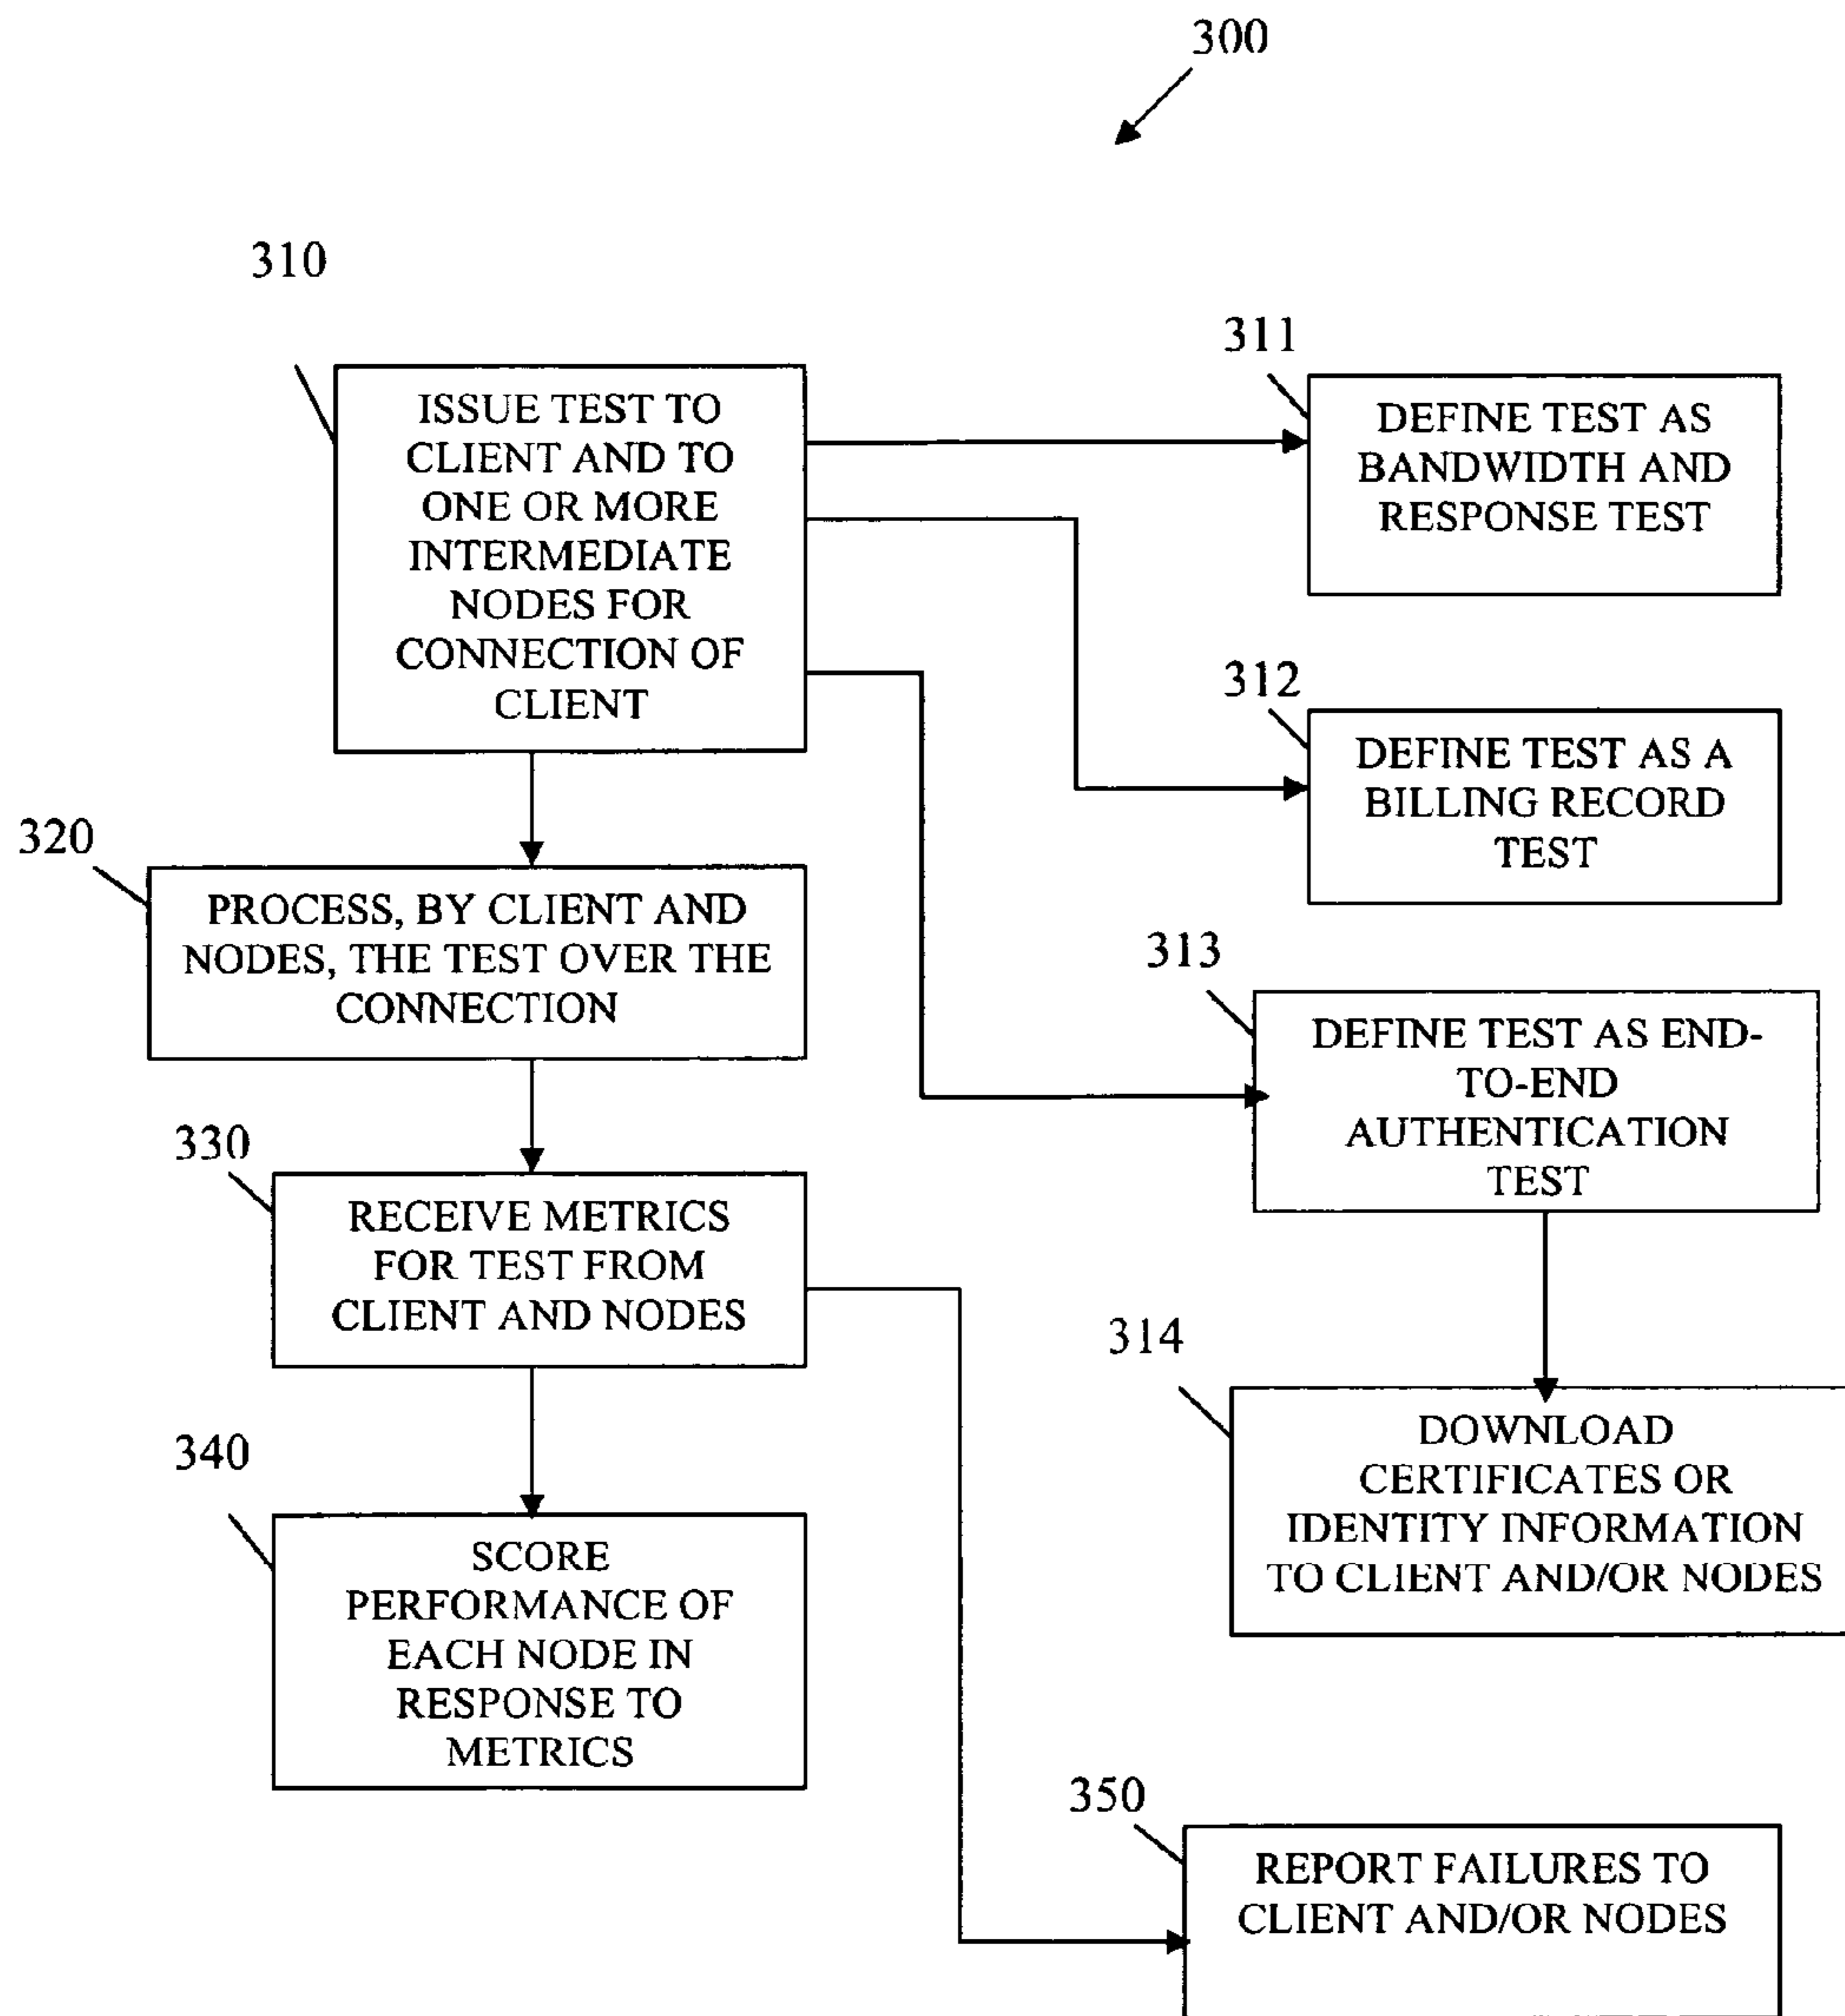 300
310
ISSUE TEST TO
CLIENT AND TO
ONE OR MORE
INTERMEDIATE
NODES FOR
CONNECTION OF
CLIENT
311
DEFINE TEST AS
BANDWIDTH AND
RESPONSE TEST
312
DEFINE TEST AS A
BILLING RECORD
TEST
320
PROCESS, BY CLIENT AND
NODES, THE TEST OVER THE
CONNECTION
313
DEFINE TEST AS END-
TO-END
AUTHENTICATION
TEST
330
RECEIVE METRICS
FOR TEST FROM
CLIENT AND NODES
314
DOWNLOAD
CERTIFICATES OR
IDENTITY INFORMATION
TO CLIENT AND/OR NODES
340
SCORE
PERFORMANCE OF
EACH NODE IN
RESPONSE TO
METRICS
350
REPORT FAILURES TO
CLIENT AND/OR NODES